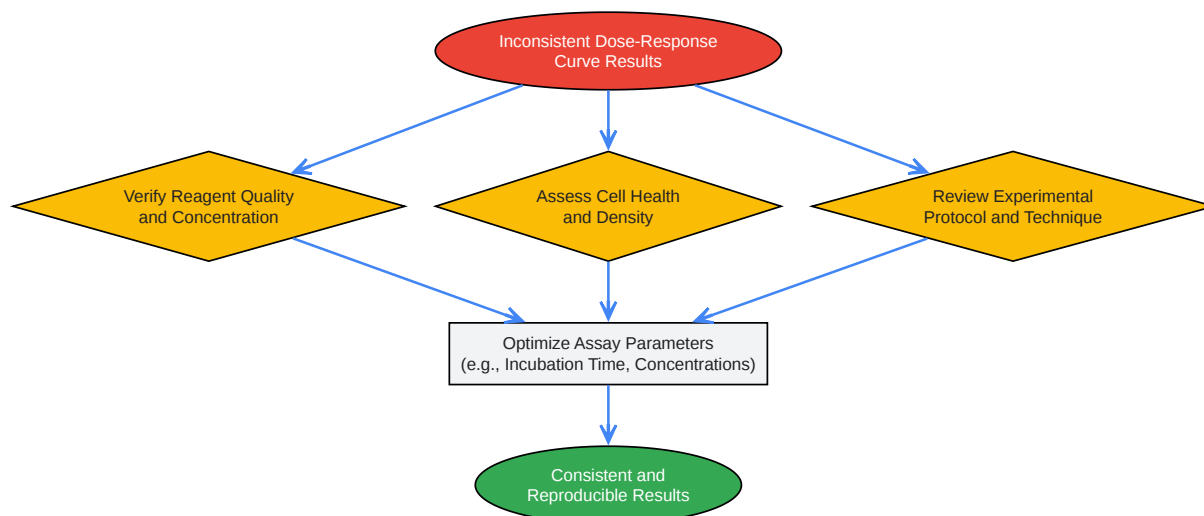 Inconsistent Dose-Response
Curve Results
Verify Reagent Quality
and Concentration
Assess Cell Health
and Density
Review Experimental
Protocol and Technique
Optimize Assay Parameters
(e.g., Incubation Time, Concentrations)
Consistent and
Reproducible Results